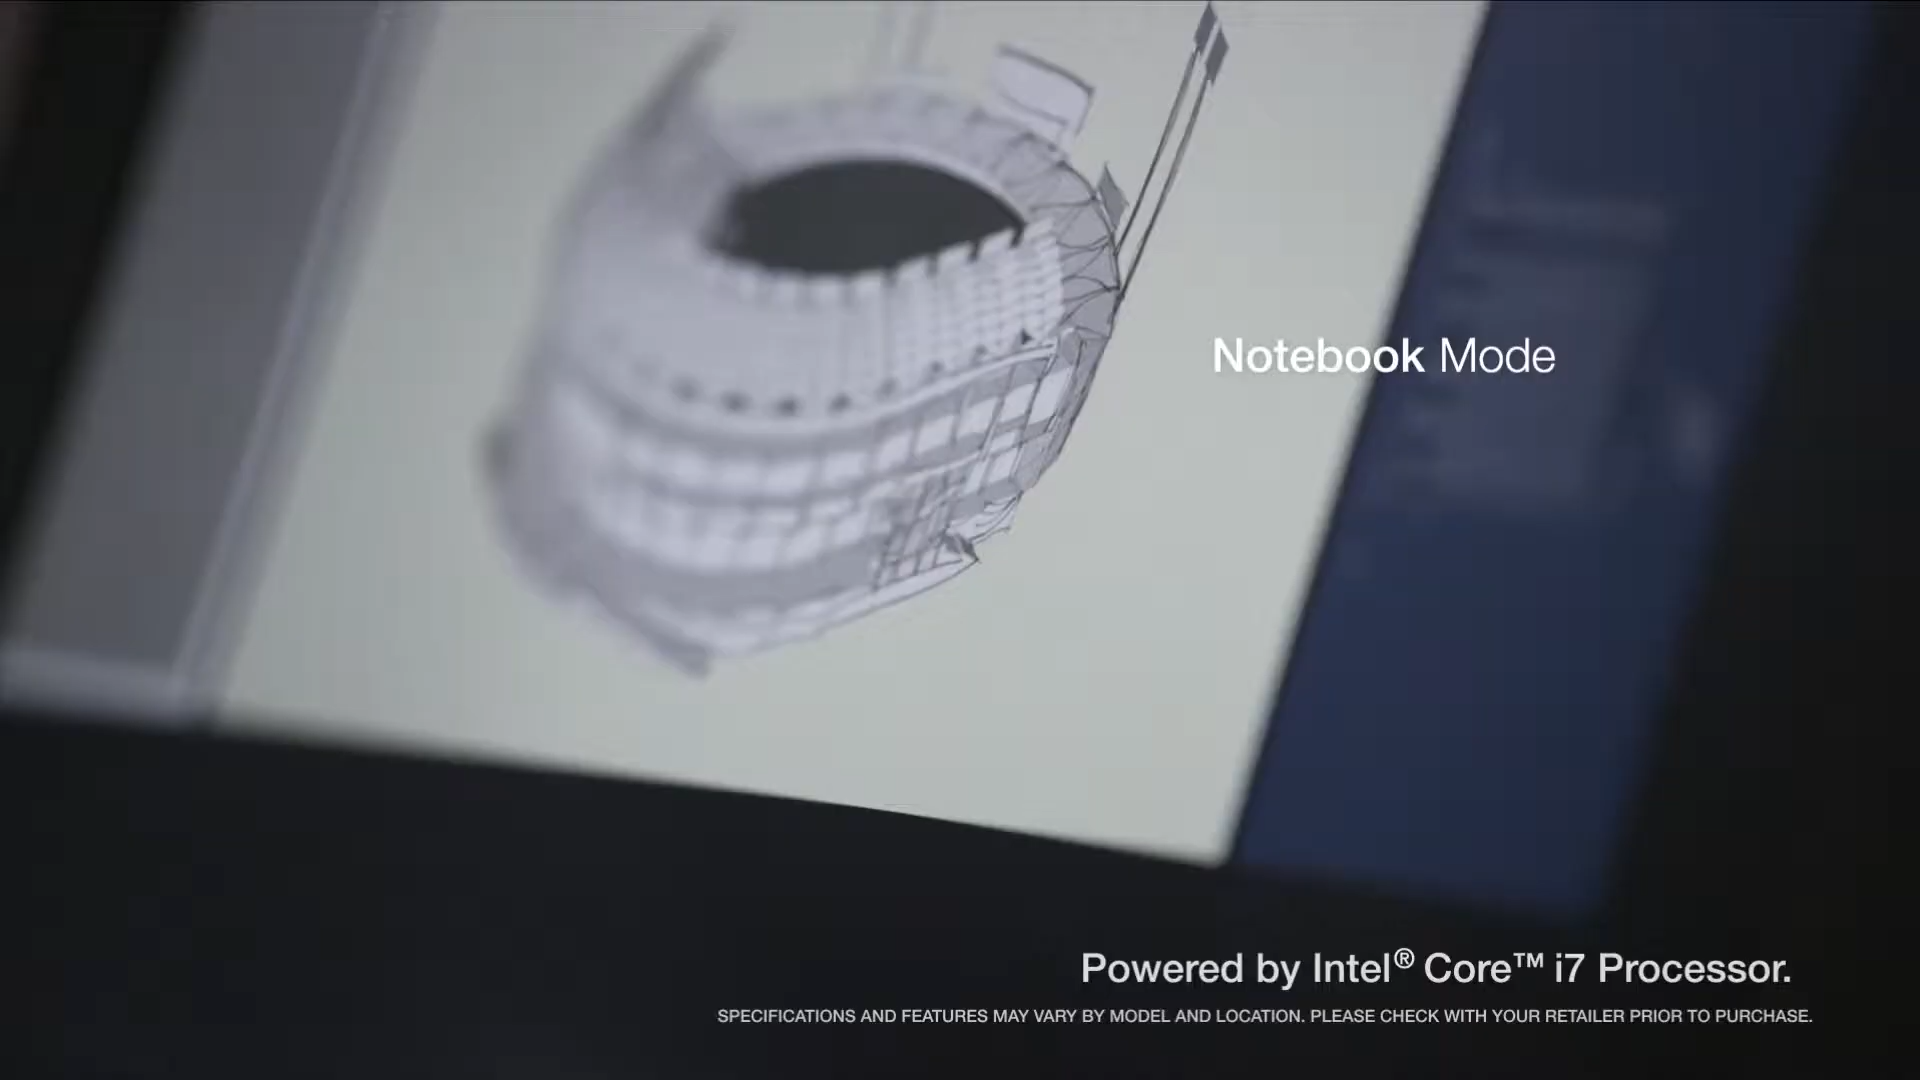 Notebook Mode
Powered by Intel® Core™ i7 Processor.
SPECIFICATIONS AND FEATURES MAY VARY BY MODEL AND LOCATION. PLEASE CHECK WITH YOUR RETAILER PRIOR TO PURCHASE.